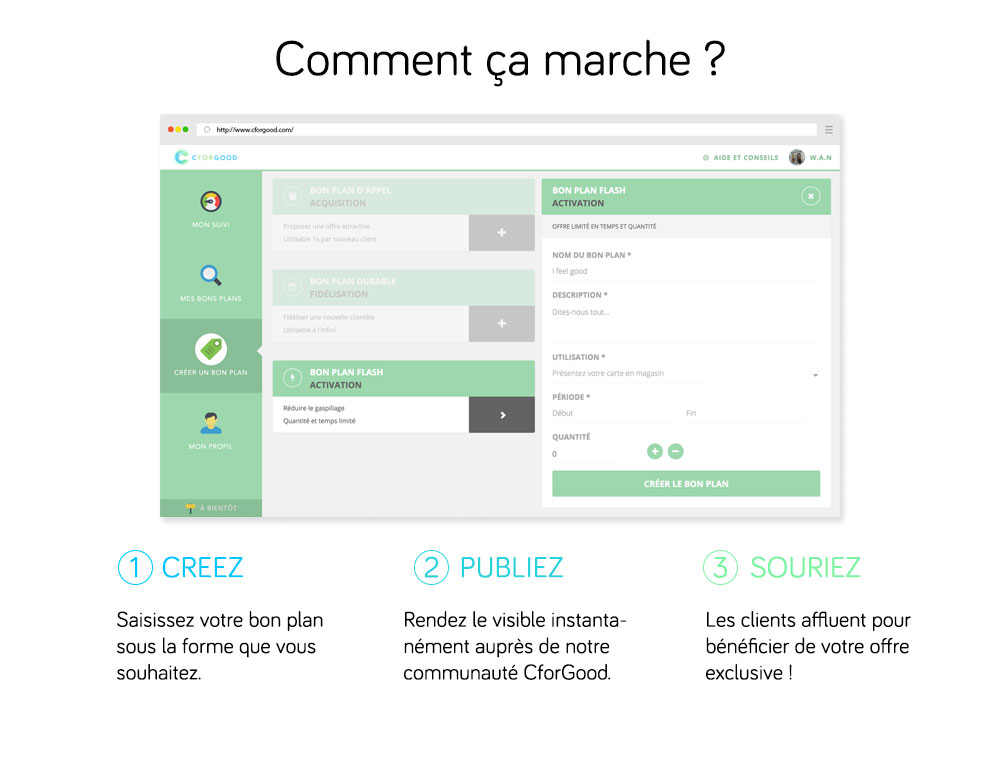 Comment ça marche ?
http://www.cforgood.com/
CFORGOOD
AIDE ET CONSEILS
W.A.N
MON SUIVI
MES BONS PLANS
CRÉER UN BON PLAN
MON PROFIL
À BIENTÔT
BON PLAN D'APPEL
ACQUISITION
Proposez une offre attractive
Utilisable 1x par nouveau client
BON PLAN DURABLE
FIDÉLISATION
Fidéliser une nouvelle clientèle
Utilisable à l'infini
BON PLAN FLASH
ACTIVATION
Réduire le gaspillage
Quantité et temps limité
BON PLAN FLASH
ACTIVATION
OFFRE LIMITÉ EN TEMPS ET QUANTITÉ
NOM DU BON PLAN *
I feel good
DESCRIPTION *
Dites-nous tout...
UTILISATION *
Présentez votre carte en magasin
PÉRIODE *
Début Fin
QUANTITÉ
0
CRÉER LE BON PLAN
1 CREEZ
Saisissez votre bon plan
sous la forme que vous
souhaitez.
2 PUBLIEZ
Rendez le visible instanta-
nément auprès de notre
communauté CforGood.
3 SOURIEZ
Les clients affluent pour
bénéficier de votre offre
exclusive !